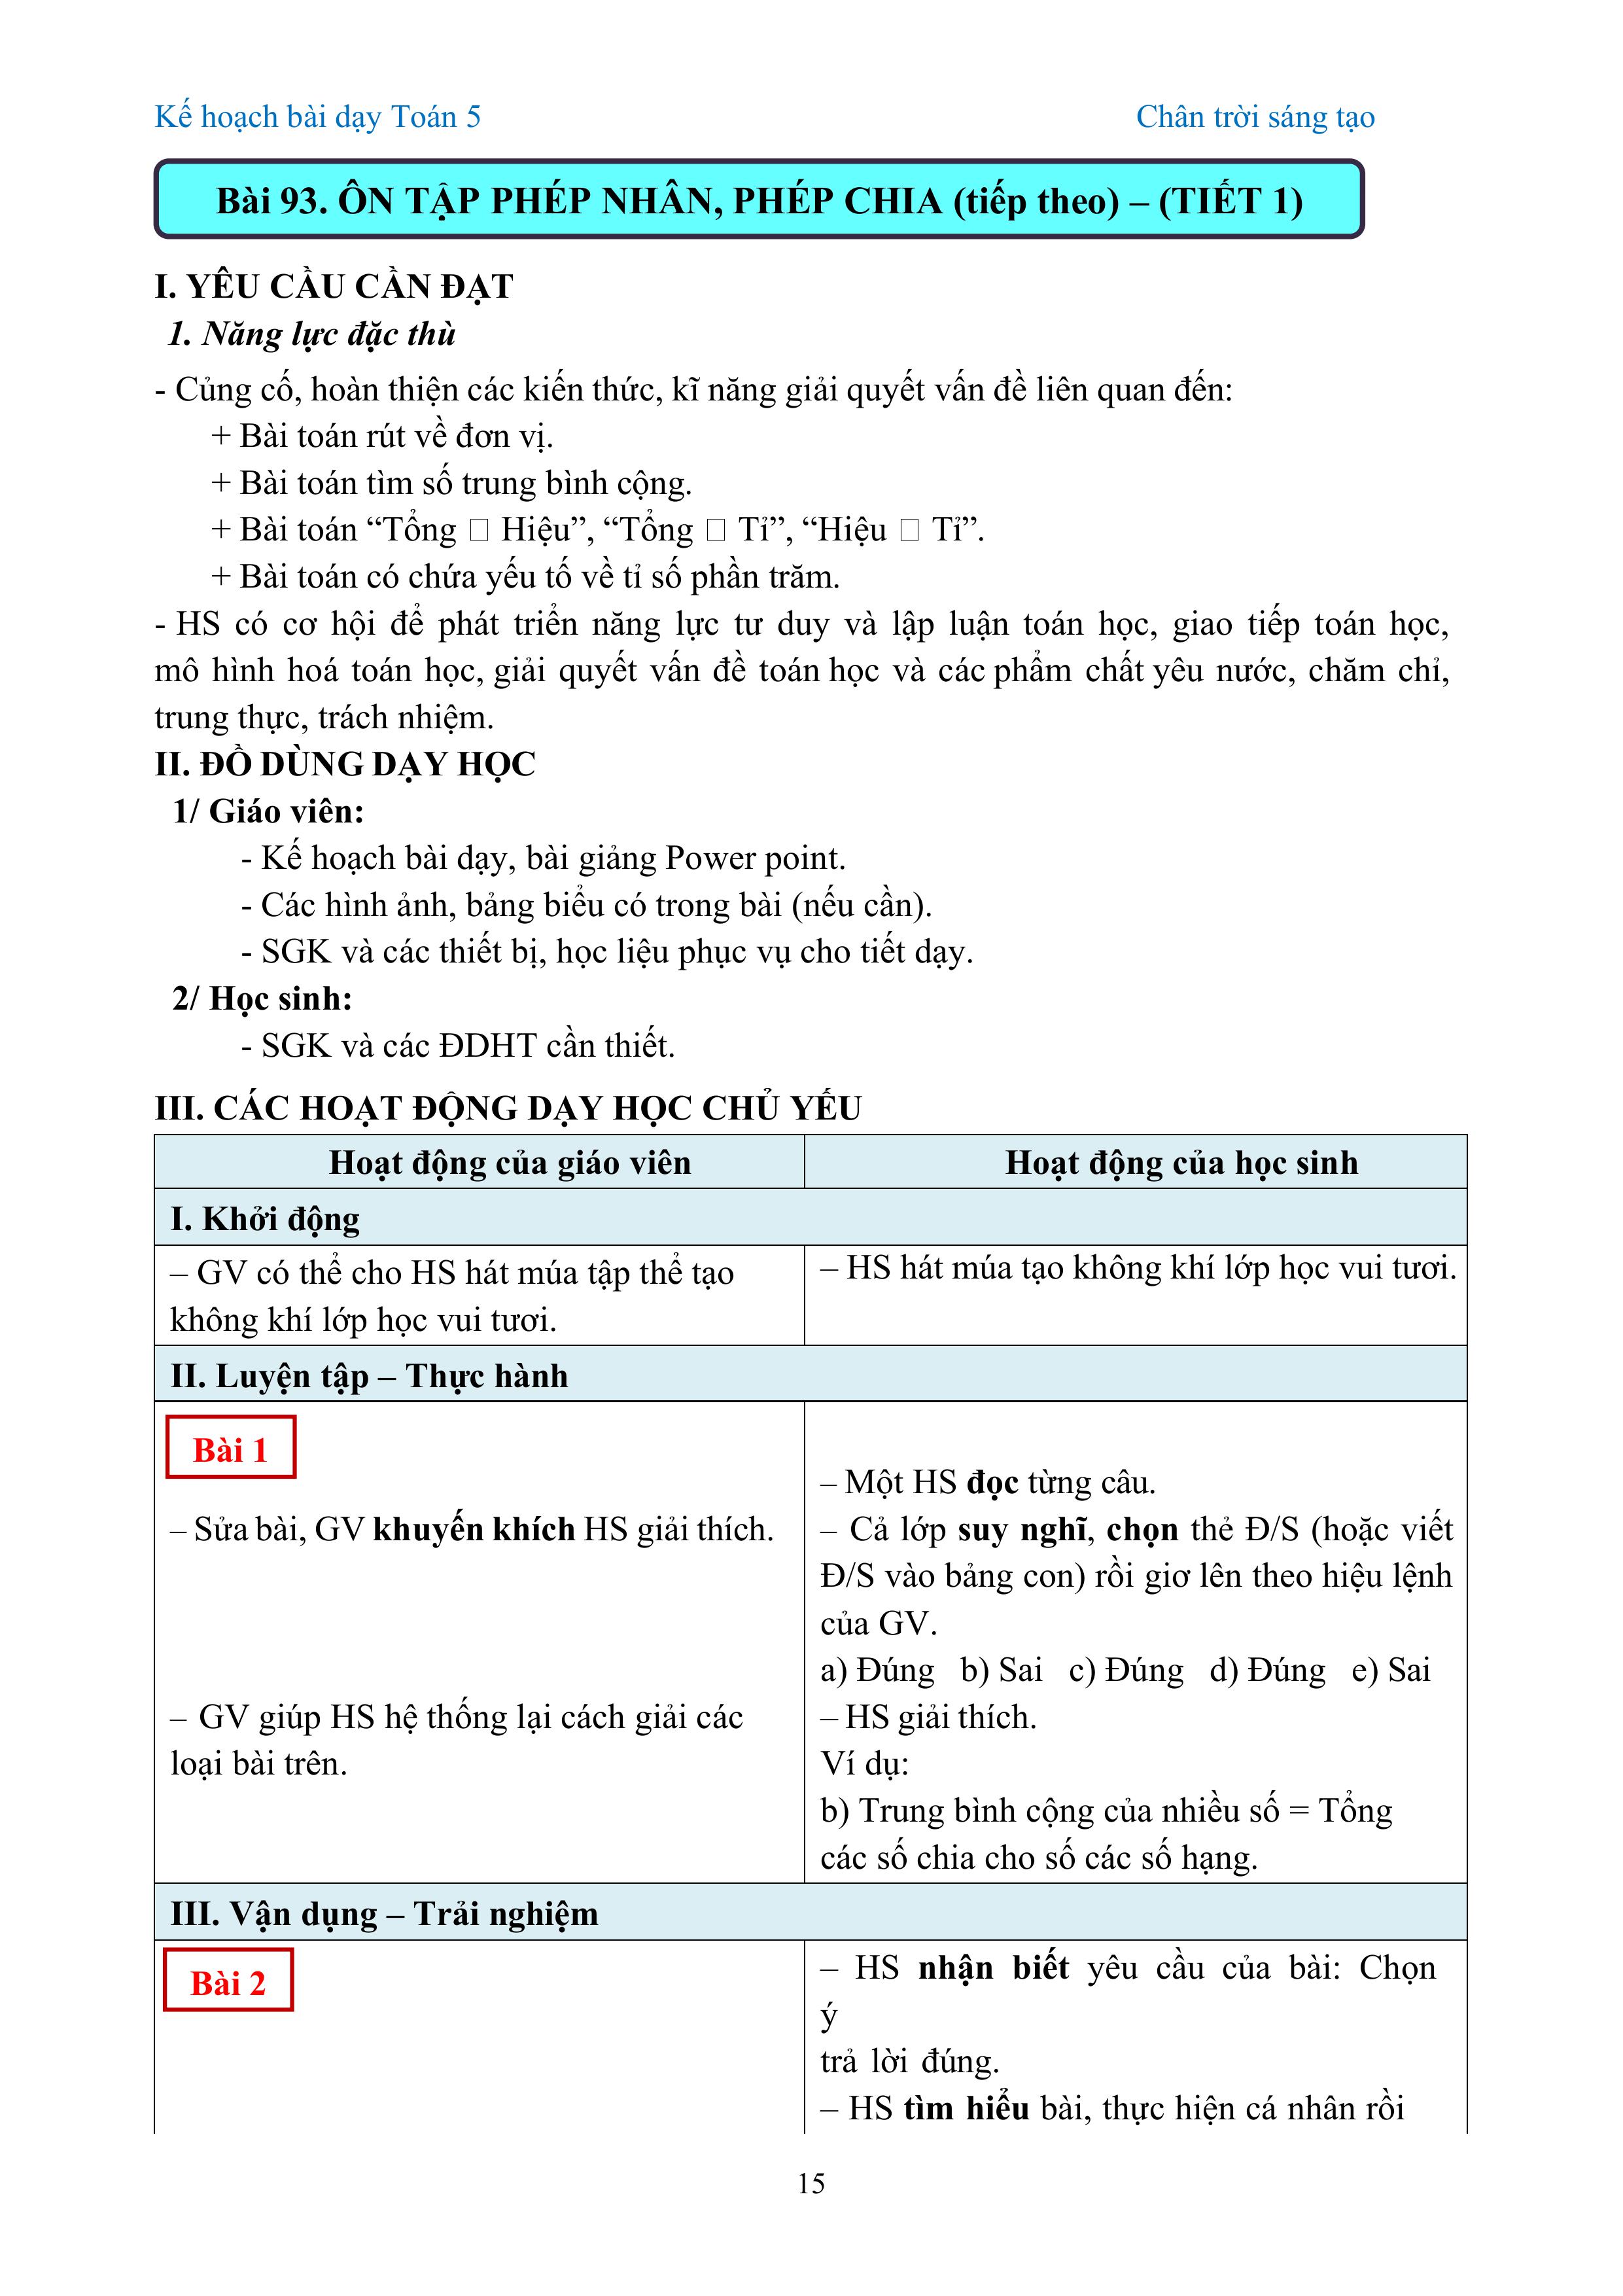 Kế hoạch bài dạy Toán 5 Chân trời sáng tạo
Bài 93. ÔN TẬP PHÉP NHÂN, PHÉP CHIA (tiếp theo) – (TIẾT 1)
I. YÊU CẦU CẦN ĐẠT
1. Năng lực đặc thù
- Củng cố, hoàn thiện các kiến thức, kĩ năng giải quyết vấn đề liên quan đến:
+ Bài toán rút về đơn vị.
+ Bài toán tìm số trung bình cộng.
+ Bài toán “Tổng □ Hiệu”, “Tổng □ Tỉ”, “Hiệu □ Tỉ”.
+ Bài toán có chứa yếu tố về tỉ số phần trăm.
- HS có cơ hội để phát triển năng lực tư duy và lập luận toán học, giao tiếp toán học,
mô hình hoá toán học, giải quyết vấn đề toán học và các phẩm chất yêu nước, chăm chỉ,
trung thực, trách nhiệm.
II. ĐỒ DÙNG DẠY HỌC
1/ Giáo viên:
- Kế hoạch bài dạy, bài giảng Power point.
- Các hình ảnh, bảng biểu có trong bài (nếu cần).
- SGK và các thiết bị, học liệu phục vụ cho tiết dạy.
2/ Học sinh:
- SGK và các ĐDHT cần thiết.
III. CÁC HOẠT ĐỘNG DẠY HỌC CHỦ YẾU
Hoạt động của giáo viên
Hoạt động của học sinh
I. Khởi động
– GV có thể cho HS hát múa tập thể tạo
không khí lớp học vui tươi.
– HS hát múa tạo không khí lớp học vui tươi.
II. Luyện tập – Thực hành
Bài 1
– Sửa bài, GV khuyến khích HS giải thích.
– GV giúp HS hệ thống lại cách giải các
loại bài trên.
– Một HS đọc từng câu.
– Cả lớp suy nghĩ, chọn thẻ Đ/S (hoặc viết
Đ/S vào bảng con) rồi giơ lên theo hiệu lệnh
của GV.
a) Đúng b) Sai c) Đúng d) Đúng e) Sai
– HS giải thích.
Ví dụ:
b) Trung bình cộng của nhiều số = Tổng
các số chia cho số các số hạng.
III. Vận dụng – Trải nghiệm
Bài 2
– HS nhận biết yêu cầu của bài: Chọn
ý
trả lời đúng.
– HS tìm hiểu bài, thực hiện cá nhân rồi
15